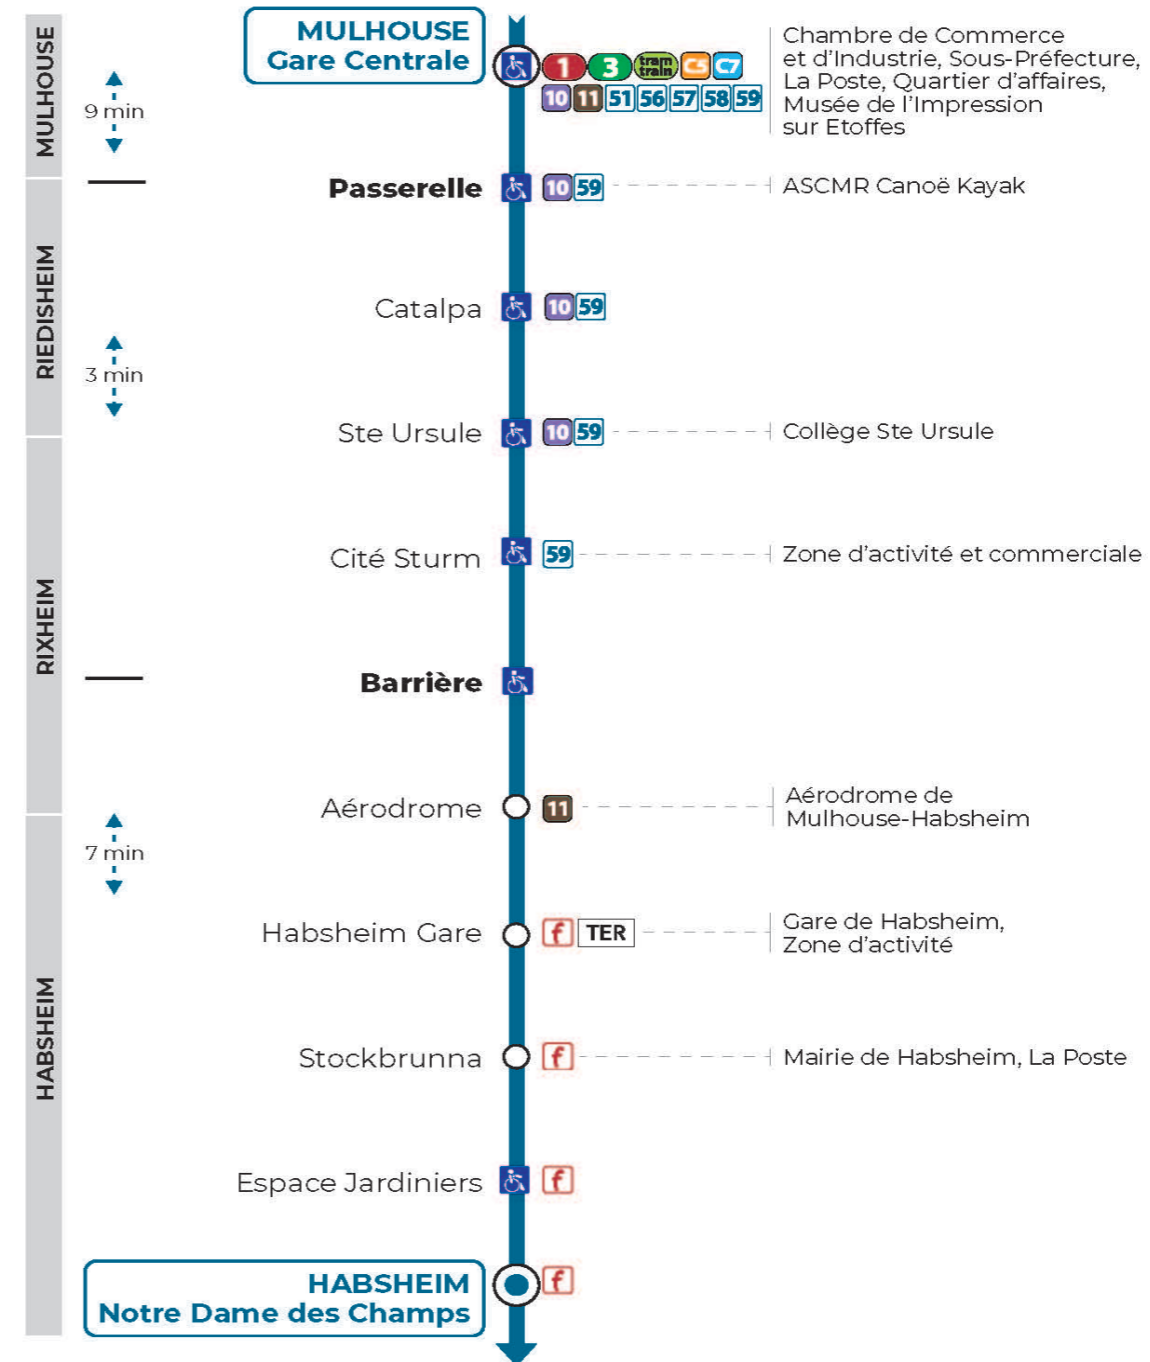 MULHOUSE
MULHOUSE
Gare Centrale
1 3 tram train C5 C7
10 11 51 56 57 58 59
Chambre de Commerce
et d'Industrie, Sous-Préfecture,
La Poste, Quartier d'affaires,
Musée de l'Impression
sur Etoffes
9 min
Passerelle
10 59
ASCMR Canoë Kayak
RIEDISHEIM
Catalpa
10 59
3 min
Ste Ursule
10 59
Collège Ste Ursule
RIXHEIM
Cité Sturm
59
Zone d'activité et commerciale
Barrière
Aérodrome
11
Aérodrome de
Mulhouse-Habsheim
7 min
HABSHEIM
Habsheim Gare
f TER
Gare de Habsheim,
Zone d'activité
Stockbrunna
f
Mairie de Habsheim, La Poste
Espace Jardiniers
f
HABSHEIM
Notre Dame des Champs
f